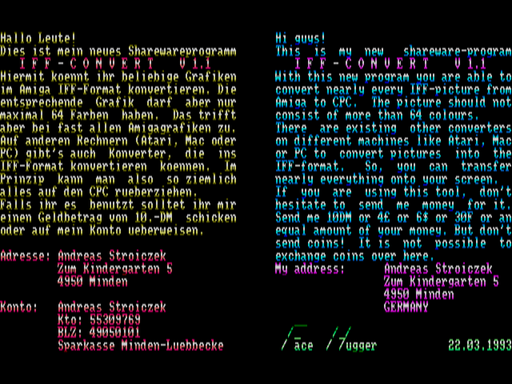 Hallo Leute!
Dies ist mein neues Sharewareprogramm
I F F - C O N V E R T V 1.1
Hiermit koennt ihr beliebige Grafiken
im Amiga IFF-Format konvertieren. Die
entsprechende Grafik darf aber nur
maximal 64 Farben haben. Das trifft
aber bei fast allen Amigagrafiken zu.
Auf anderen Rechnern (Atari, Mac oder
PC) gibt's auch Konverter, die ins
IFF-Format konvertieren koennen. Im
Prinzip kann man also so ziemlich
alles auf den CPC rueberziehen.
Falls ihr es benutzt solltet ihr mir
einen Geldbetrag von 10.-DM schicken
oder auf mein Konto ueberweisen.
Adresse: Andreas Stroiczek
Zum Kindergarten 5
4950 Minden
Konto: Andreas Stroiczek
Kto: 55309769
BLZ: 49050101
Sparkasse Minden-Luebbecke
Hi guys!
This is my new shareware-program
I F F - C O N V E R T V 1.1
With this new program you are able to
convert nearly every IFF-picture from
Amiga to CPC. The picture should not
consist of more than 64 colours.
There are existing other converters
on different machines like Atari, Mac
or PC to convert pictures into the
IFF-Format. So, you can transfer
nearly everything onto your screen.
If you are using this tool, don't
hesitate to send me money for it.
Send me 10DM or 4£ or 6$ or 30F or an
equal amount of your money. But don't
send coins! It is not possible to
exchange coins over here.
My address: Andreas Stroiczek
Zum Kindergarten 5
4950 Minden
GERMANY
/ ace / /ugger 22.03.1993